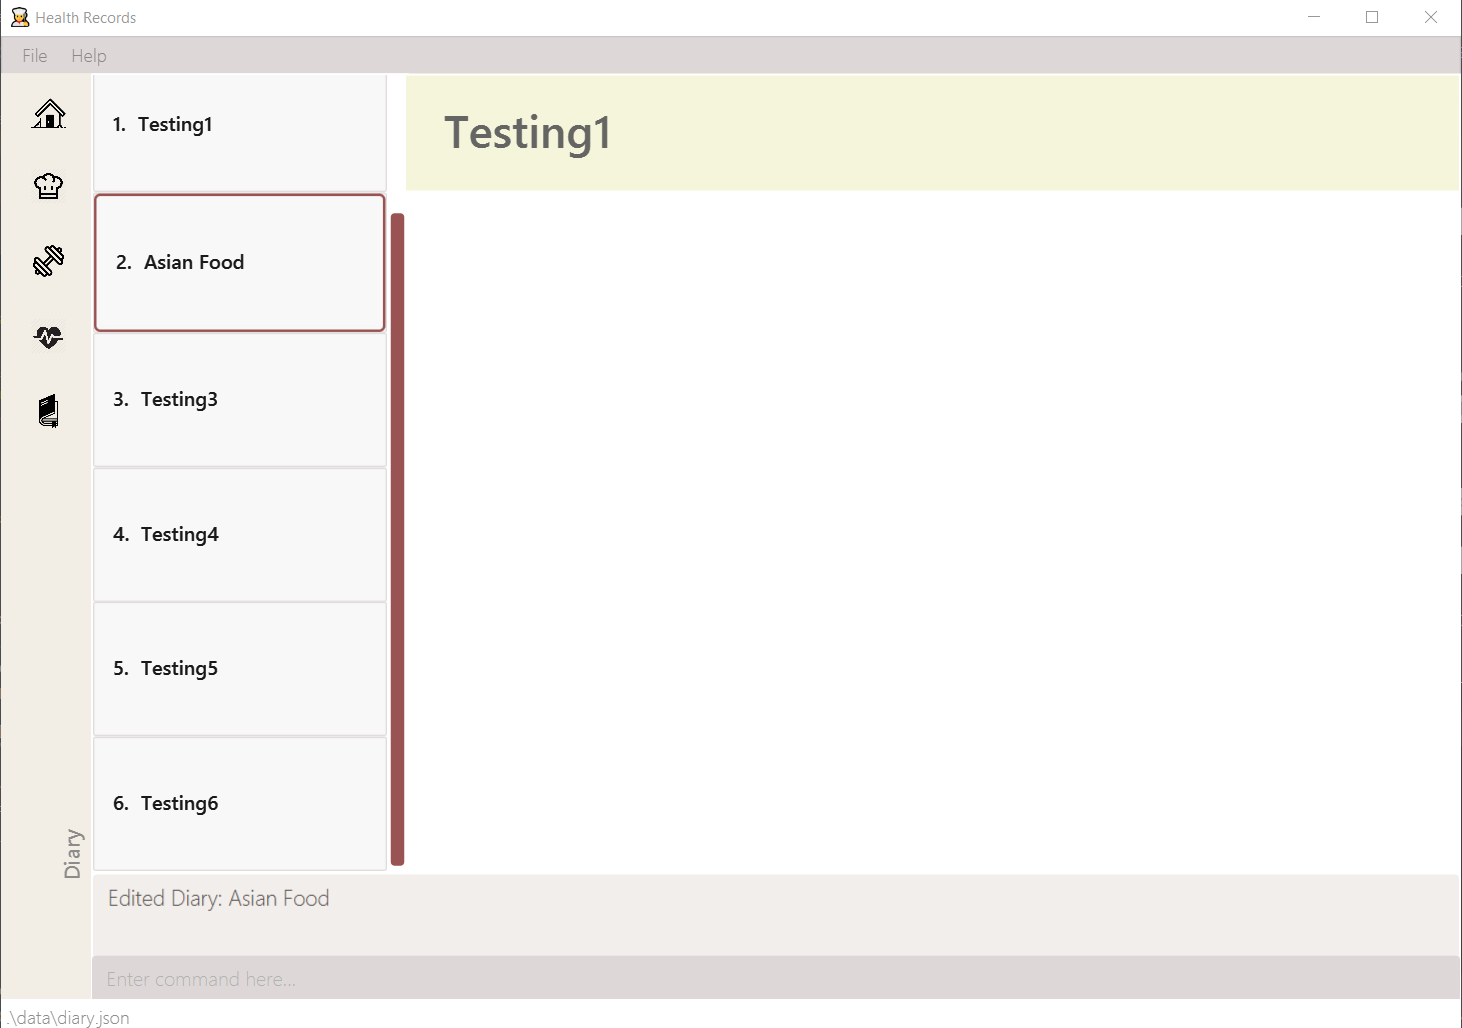 Health Records
File Help
1. Testing1
2. Asian Food
3. Testing3
4. Testing4
5. Testing5
6. Testing6
Testing1
Diary
Edited Diary: Asian Food
Enter command here...
.\data\diary.json